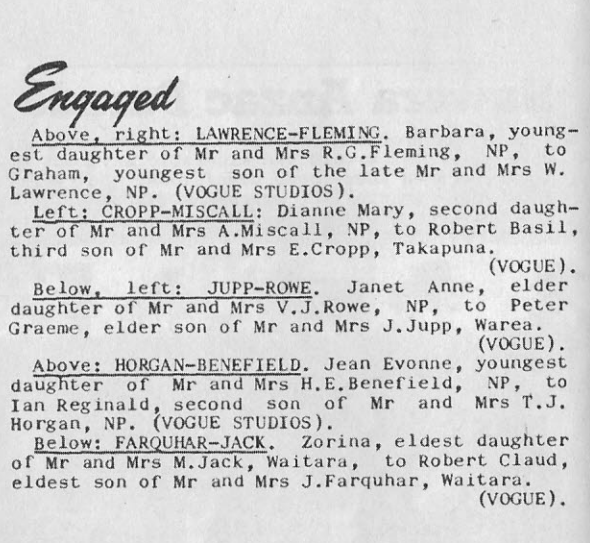 Engaged
Above, right: LAWRENCE-FLEMING. Barbara, young-
est daughter of Mr and Mrs R.G.Fleming, NP, to
Graham, youngest son of the late Mr and Mrs W.
Lawrence, NP. (VOGUE STUDIOS).
Left: CROPP-MISCALL: Dianne Mary, second daugh-
ter of Mr and Mrs A.Miscall, NP, to Robert Basil,
third son of Mr and Mrs E.Cropp, Takapuna.
(VOGUE).
Below, left: JUPP-ROWE. Janet Anne, elder
daughter of Mr and Mrs V.J.Rowe, NP, to Peter
Graeme, elder son of Mr and Mrs J.Jupp, Warea.
(VOGUE).
Above: HORGAN-BENEFIELD. Jean Evonne, youngest
daughter of Mr and Mrs H.E.Benefield, NP, to
Ian Reginald, second son of Mr and Mrs T.J.
Horgan, NP. (VOGUE STUDIOS).
Below: FARQUHAR-JACK. Zorina, eldest daughter
of Mr and Mrs M.Jack, Waitara, to Robert Claud,
eldest son of Mr and Mrs J.Farquhar, Waitara.
(VOGUE).